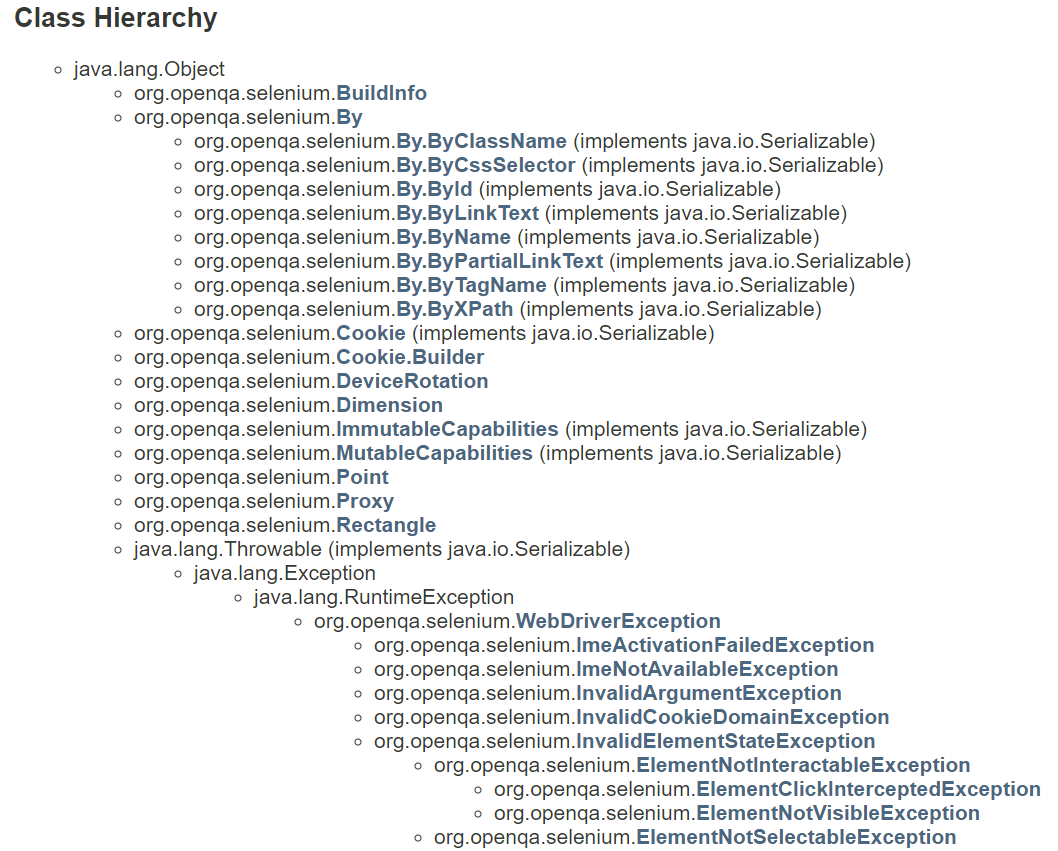 Class Hierarchy
java.lang.Object
org.openqa.selenium.BuildInfo
org.openqa.selenium.By
org.openqa.selenium.By.ByClassName (implements java.io.Serializable)
org.openqa.selenium.By.ByCssSelector (implements java.io.Serializable)
org.openqa.selenium.By.ById (implements java.io.Serializable)
org.openqa.selenium.By.ByLinkText (implements java.io.Serializable)
org.openqa.selenium.By.ByName (implements java.io.Serializable)
org.openqa.selenium.By.ByPartialLinkText (implements java.io.Serializable)
org.openqa.selenium.By.ByTagName (implements java.io.Serializable)
org.openqa.selenium.By.ByXPath (implements java.io.Serializable)
org.openqa.selenium.Cookie (implements java.io.Serializable)
org.openqa.selenium.Cookie.Builder
org.openqa.selenium.DeviceRotation
org.openqa.selenium.Dimension
org.openqa.selenium.ImmutableCapabilities (implements java.io.Serializable)
org.openqa.selenium.MutableCapabilities (implements java.io.Serializable)
org.openqa.selenium.Point
org.openqa.selenium.Proxy
org.openqa.selenium.Rectangle
java.lang.Throwable (implements java.io.Serializable)
java.lang.Exception
java.lang.RuntimeException
org.openqa.selenium.WebDriverException
org.openqa.selenium.ImeActivationFailedException
org.openqa.selenium.ImeNotAvailableException
org.openqa.selenium.InvalidArgumentException
org.openqa.selenium.InvalidCookieDomainException
org.openqa.selenium.InvalidElementStateException
org.openqa.selenium.ElementNotInteractableException
org.openqa.selenium.ElementClickInterceptedException
org.openqa.selenium.ElementNotVisibleException
org.openqa.selenium.ElementNotSelectableException